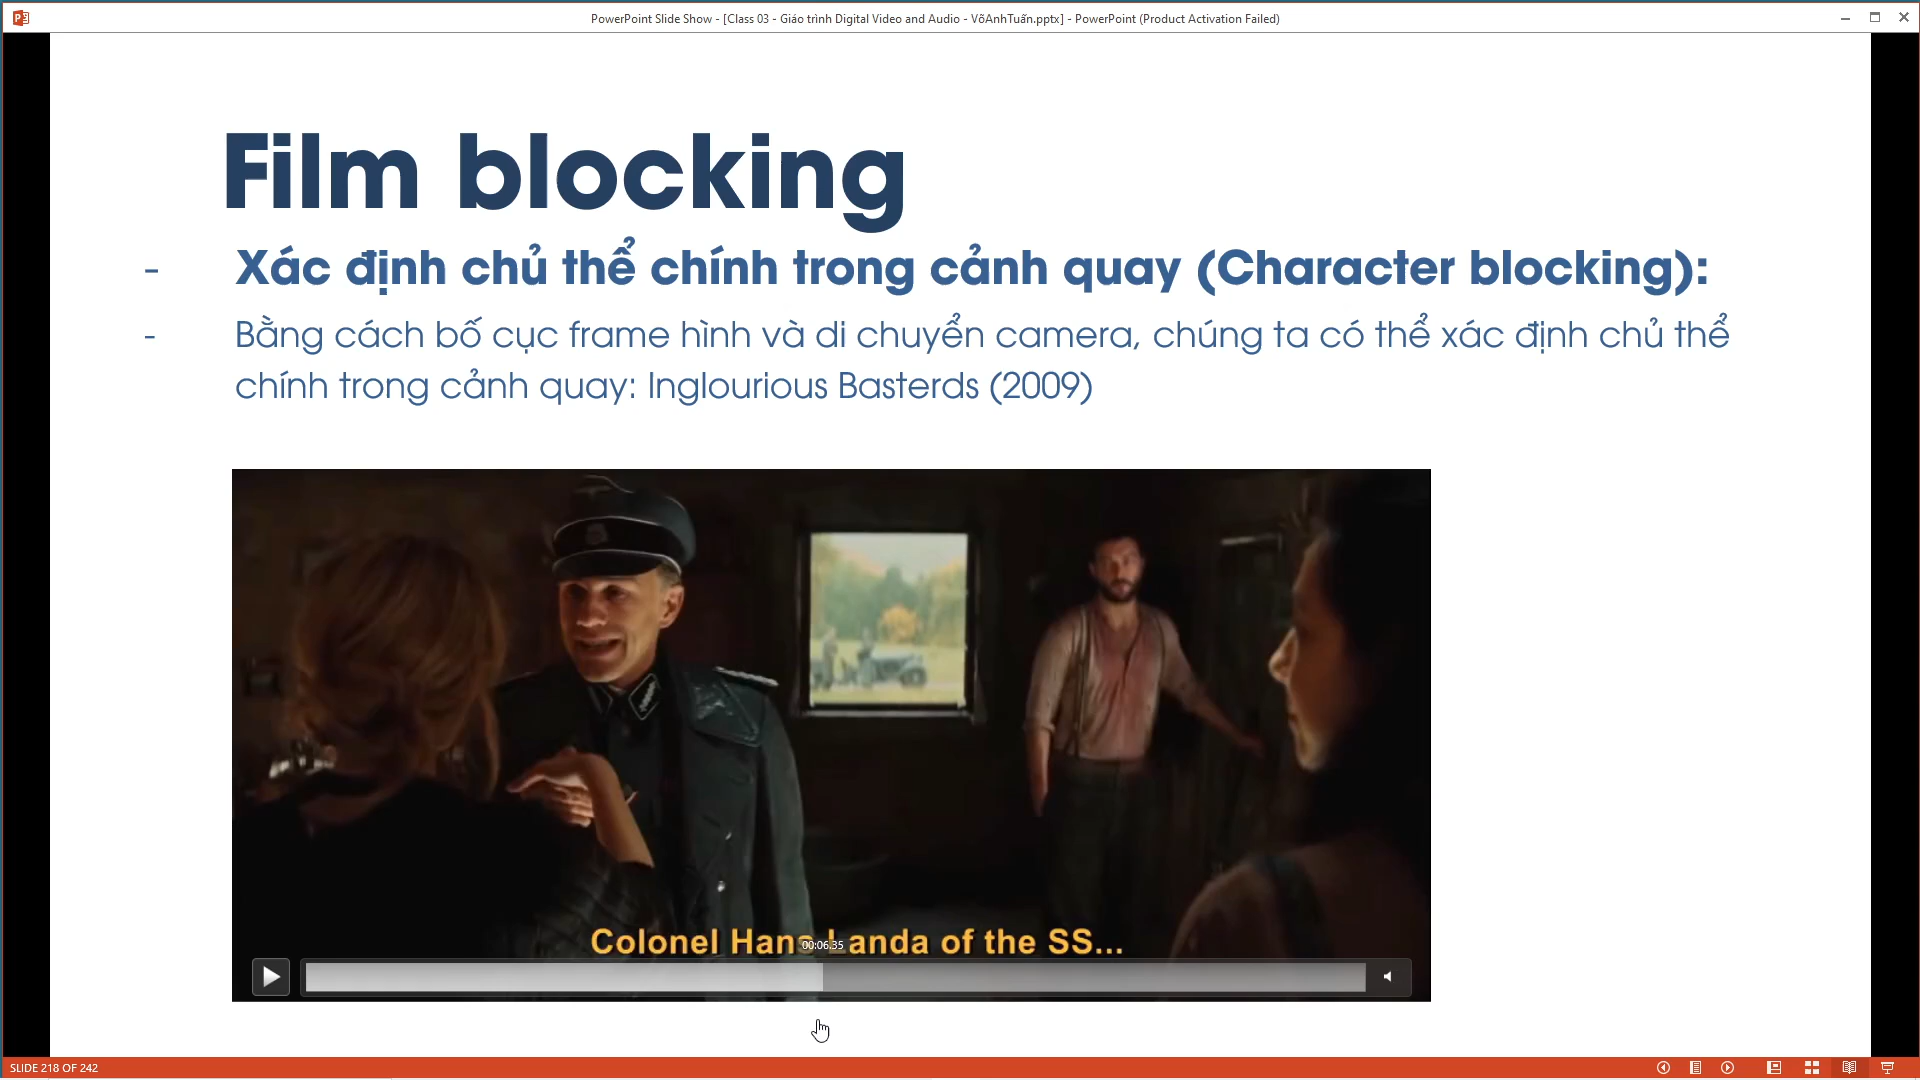 PowerPoint Slide Show - [Class 03 - Giáo trình Digital Video and Audio - VõAnhTuấn.pptx] - PowerPoint (Product Activation Failed)
Film blocking
- Xác định chủ thể chính trong cảnh quay (Character blocking):
- Bằng cách bố cục frame hình và di chuyển camera, chúng ta có thể xác định chủ thể
chính trong cảnh quay: Inglourious Basterds (2009)
Colonel Hans Landa of the SS...
00:06.35
SLIDE 218 OF 242